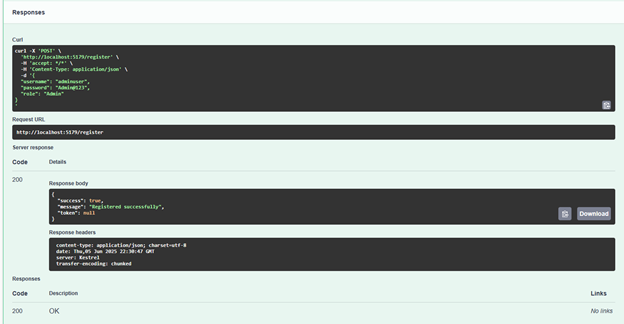 Responses
Curl
curl -X 'POST' \
'http://localhost:5179/register' \
-H 'accept: */*' \
-H 'Content-Type: application/json' \
-d '{
"username": "adminuser",
"password": "Admin@123",
"role": "Admin"
}
'
Request URL
http://localhost:5179/register
Server response
Code Details
200
Response body
{
"success": true,
"message": "Registered successfully",
"token": null
}
Download
Response headers
content-type: application/json; charset=utf-8
date: Thu,05 Jun 2025 22:30:47 GMT
server: Kestrel
transfer-encoding: chunked
Responses
Code Description Links
200 OK No links